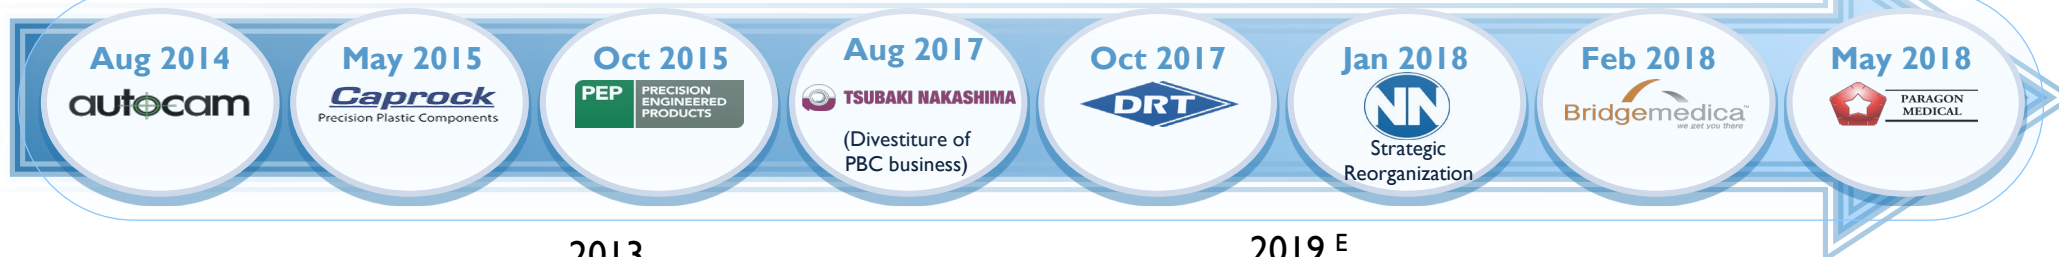 Aug 2014
autocam
May 2015
Caprock
Precision Plastic Components
Oct 2015
PEP
PRECISION
ENGINEERED
PRODUCTS
Aug 2017
TSUBAKI NAKASHIMA
(Divestiture of
PBC business)
Oct 2017
DRT
Jan 2018
NN
Strategic
Reorganization
Feb 2018
Bridgemedica™
we get you there
May 2018
PARAGON
MEDICAL
2013
2019 E